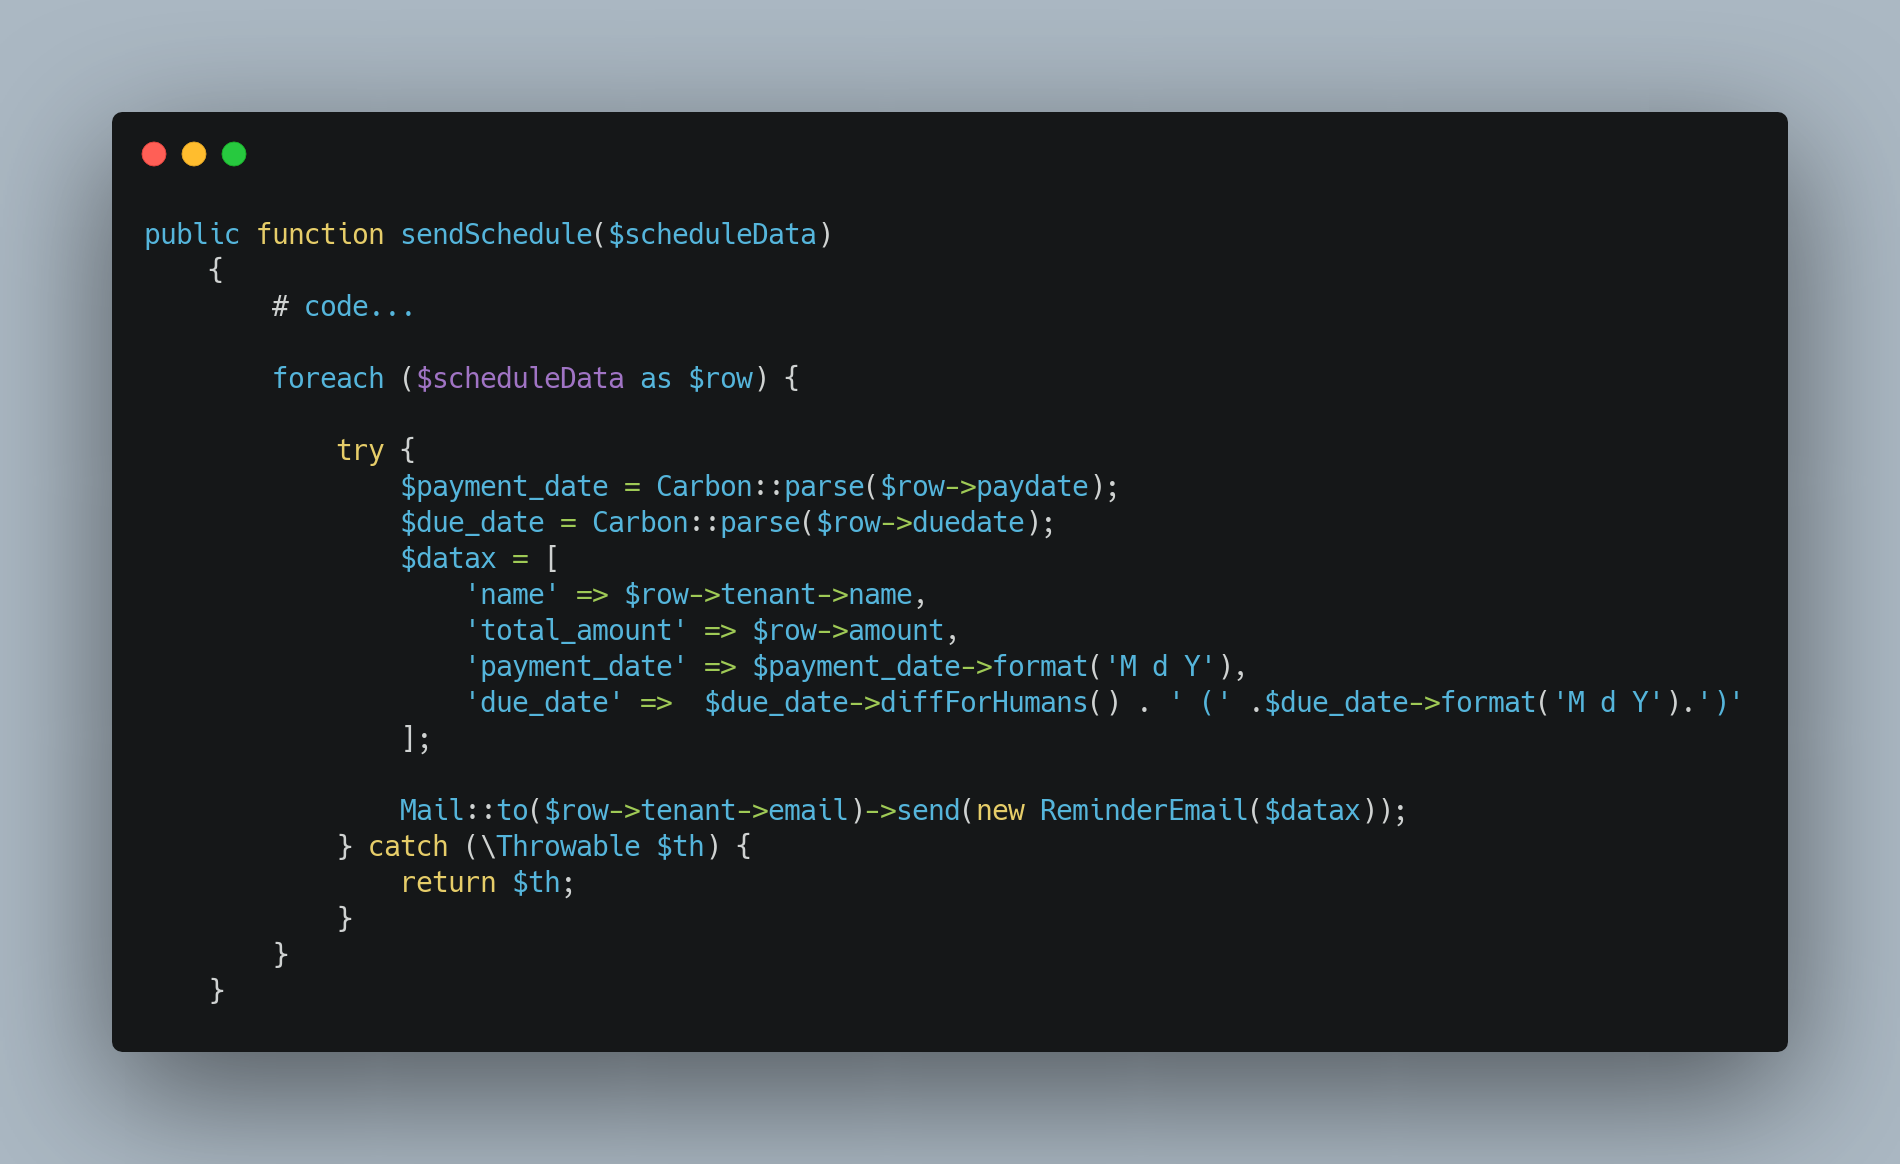 public function sendSchedule($scheduleData)
    {
        # code...

        foreach ($scheduleData as $row) {

            try {
                $payment_date = Carbon::parse($row->paydate);
                $due_date = Carbon::parse($row->duedate);
                $datax = [
                    'name' => $row->tenant->name,
                    'total_amount' => $row->amount,
                    'payment_date' => $payment_date->format('M d Y'),
                    'due_date' =>  $due_date->diffForHumans() . ' (' .$due_date->format('M d Y').')'
                ];

                Mail::to($row->tenant->email)->send(new ReminderEmail($datax));
            } catch (\Throwable $th) {
                return $th;
            }
        }
    }